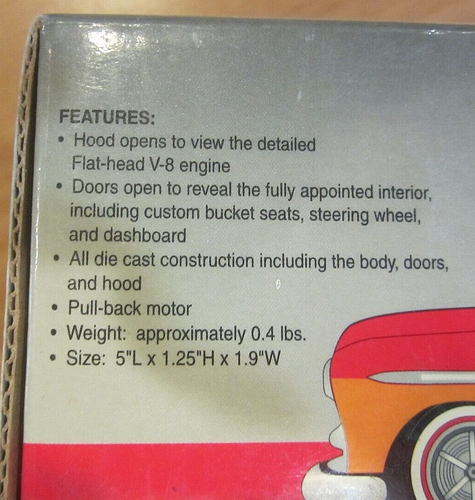 FEATURES:
• Hood opens to view the detailed
Flat-head V-8 engine
• Doors open to reveal the fully appointed interior,
including custom bucket seats, steering wheel,
and dashboard
• All die cast construction including the body, doors,
and hood
• Pull-back motor
• Weight: approximately 0.4 lbs.
• Size: 5"L x 1.25"H x 1.9"W